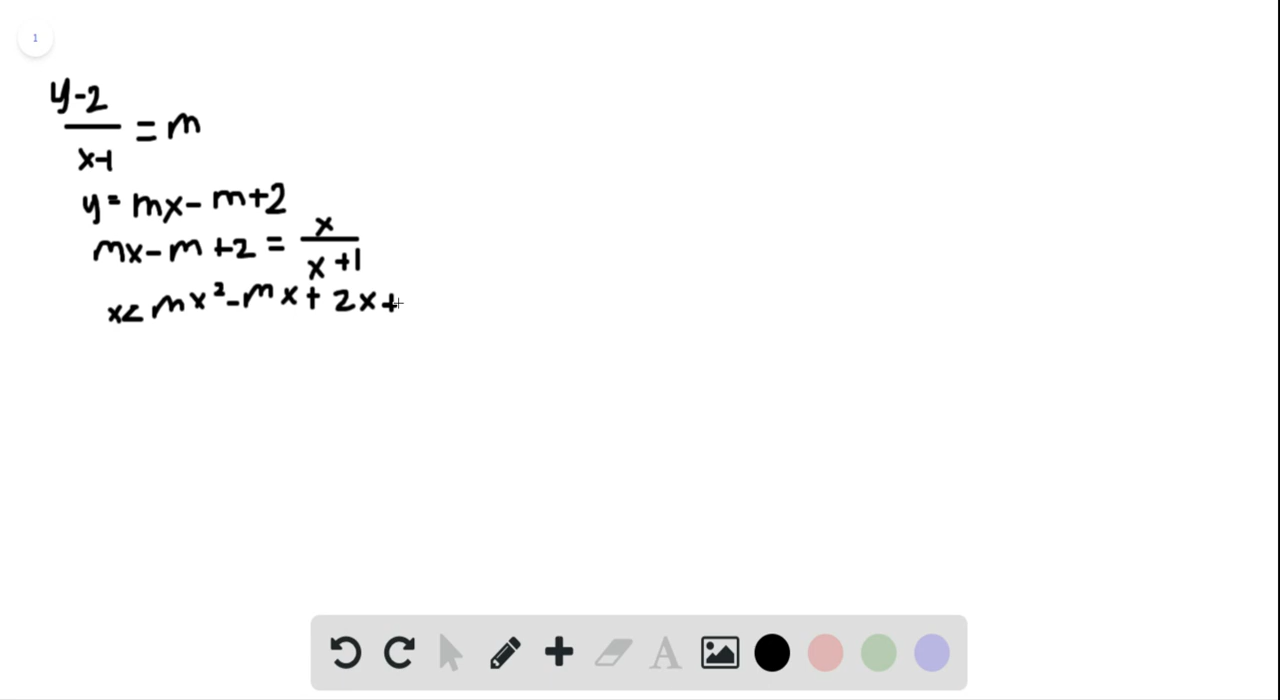 1
y-2
— = m
x-1
y = mx - m + 2
mx - m + 2 = x / x + 1
x = mx² - mx + 2x +
A